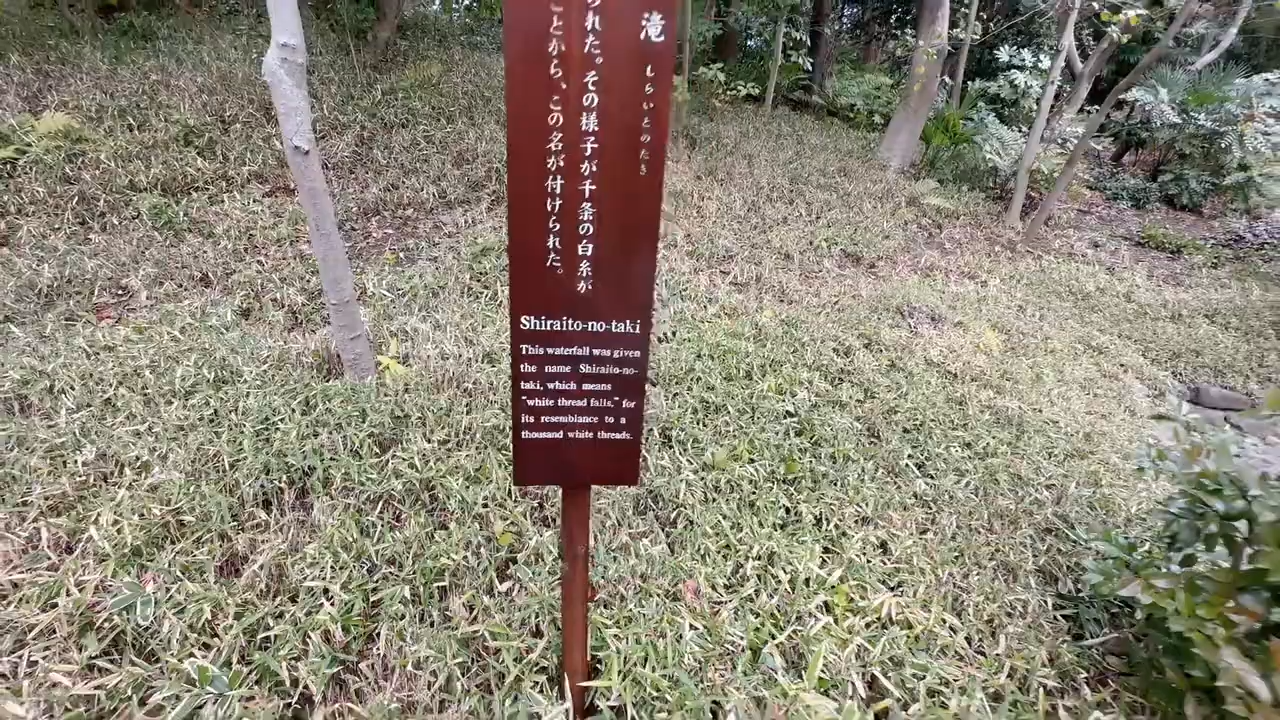 滝
しらいとのたき
られた。その様子が千条の白糸が
ことから、この名が付けられた。
Shiraito-no-taki
This waterfall was given
the name Shiraito-no-
taki, which means
"white thread falls," for
its resemblance to a
thousand white threads.